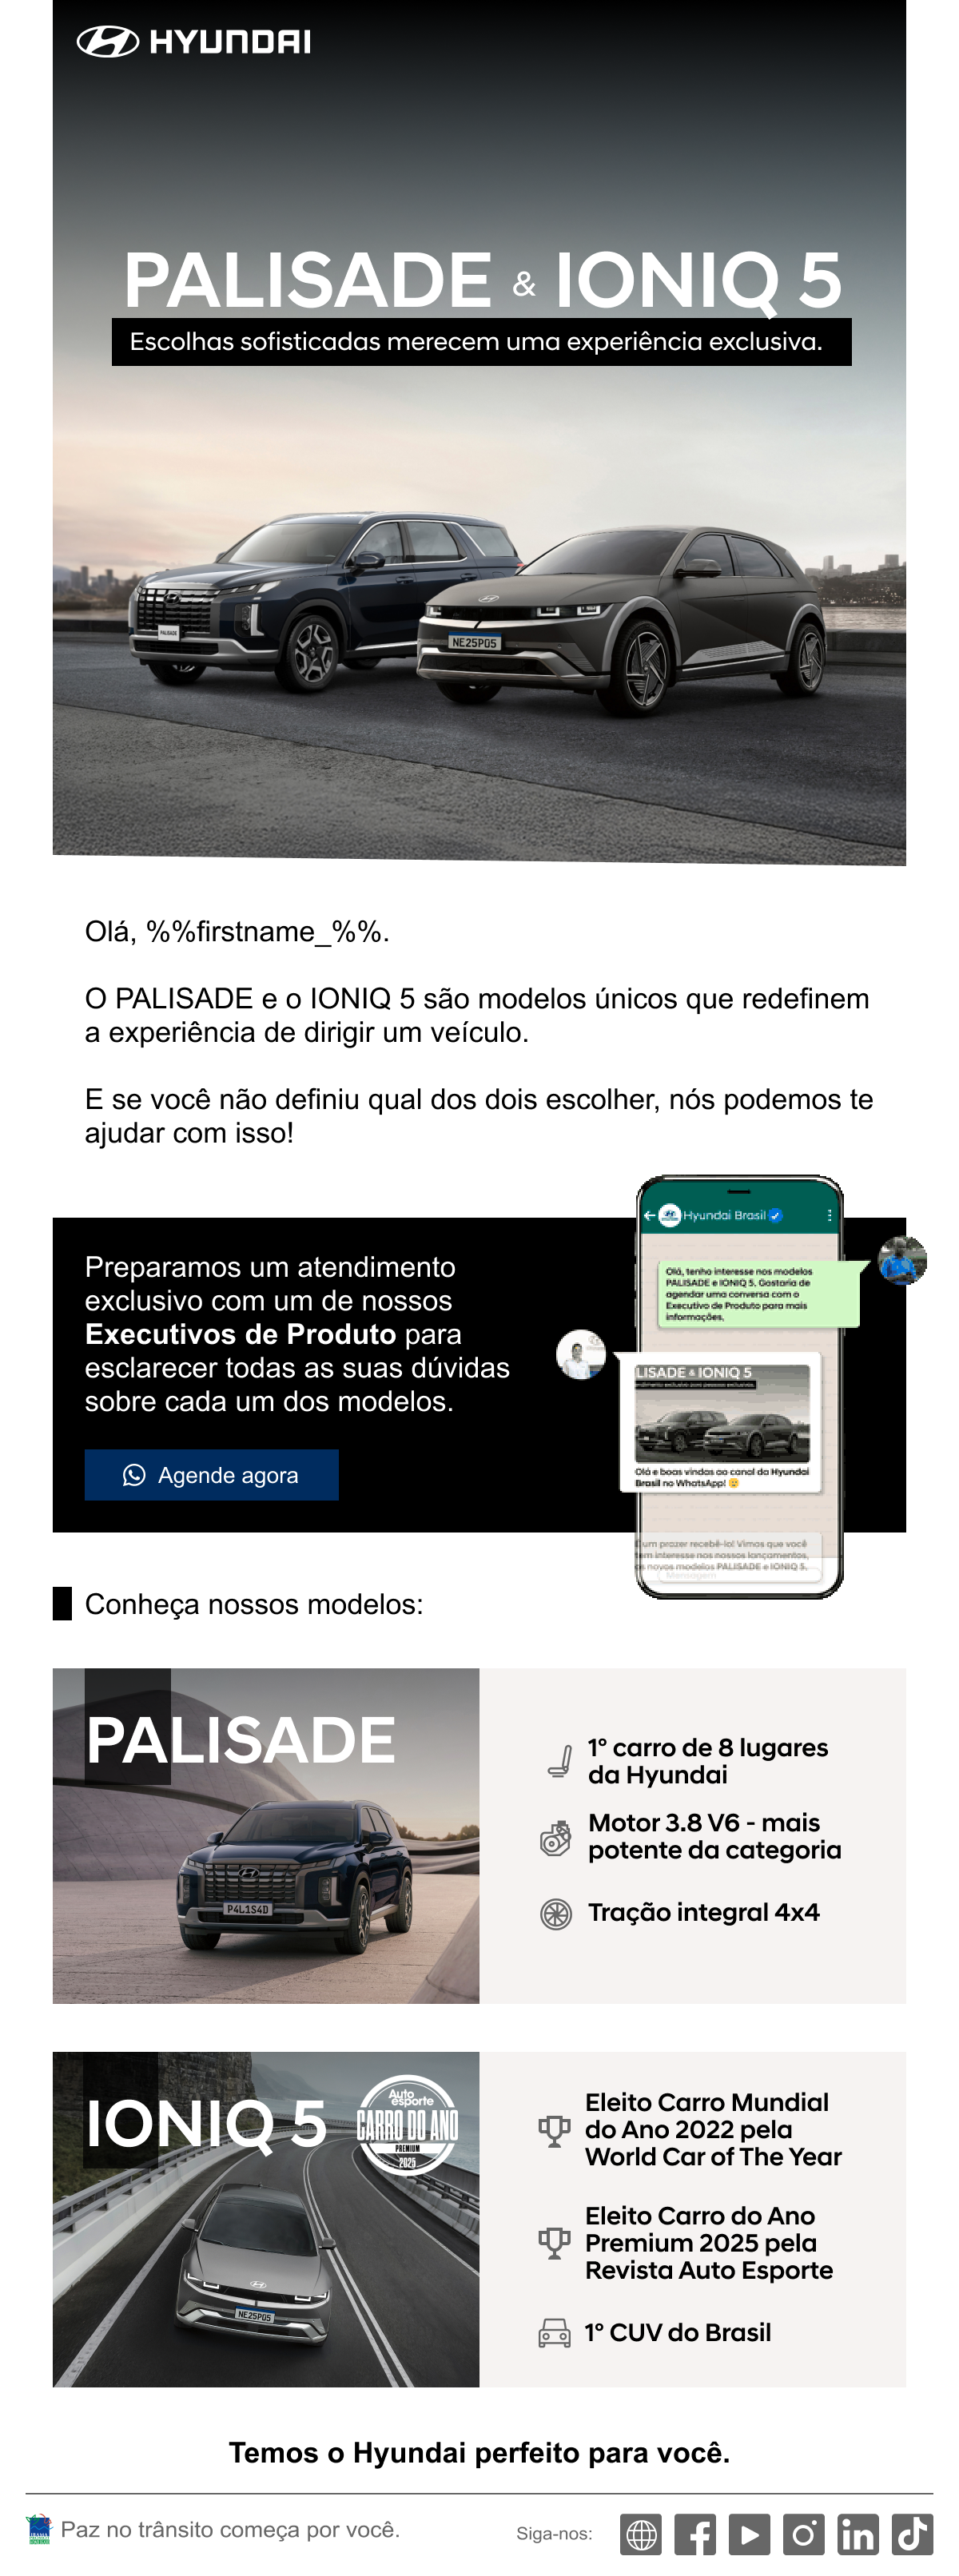 HYUNDAI
PALISADE & IONIQ 5
Escolhas sofisticadas merecem uma experiência exclusiva.
PALISADE
NE25P05
Olá, %%firstname_%%.
O PALISADE e o IONIQ 5 são modelos únicos que redefinem
a experiência de dirigir um veículo.
E se você não definiu qual dos dois escolher, nós podemos te
ajudar com isso!
Preparamos um atendimento
exclusivo com um de nossos
Executivos de Produto para
esclarecer todas as suas dúvidas
sobre cada um dos modelos.
Agende agora
Hyundai Brasil
Olá, tenho interesse nos modelos
PALISADE e IONIQ 5. Gostaria de
agendar uma conversa com o
Executivo de Produto para mais
informações.
LISADE & IONIQ 5
Olá e boas vindas ao canal da Hyundai
Brasil no WhatsApp!
um prazer recebê-lo! Vimos que você
tem interesse nos nossos lançamentos,
os novos modelos PALISADE e IONIQ 5.
Mensagem
Conheça nossos modelos:
PALISADE
P4L1S4D
1º carro de 8 lugares
da Hyundai
Motor 3.8 V6 - mais
potente da categoria
Tração integral 4x4
IONIQ 5
Auto
esporte
CARRO DO ANO
PREMIUM
2025
NE25P05
Eleito Carro Mundial
do Ano 2022 pela
World Car of The Year
Eleito Carro do Ano
Premium 2025 pela
Revista Auto Esporte
1º CUV do Brasil
Temos o Hyundai perfeito para você.
IBAMA
Paz no trânsito começa por você.
Siga-nos: